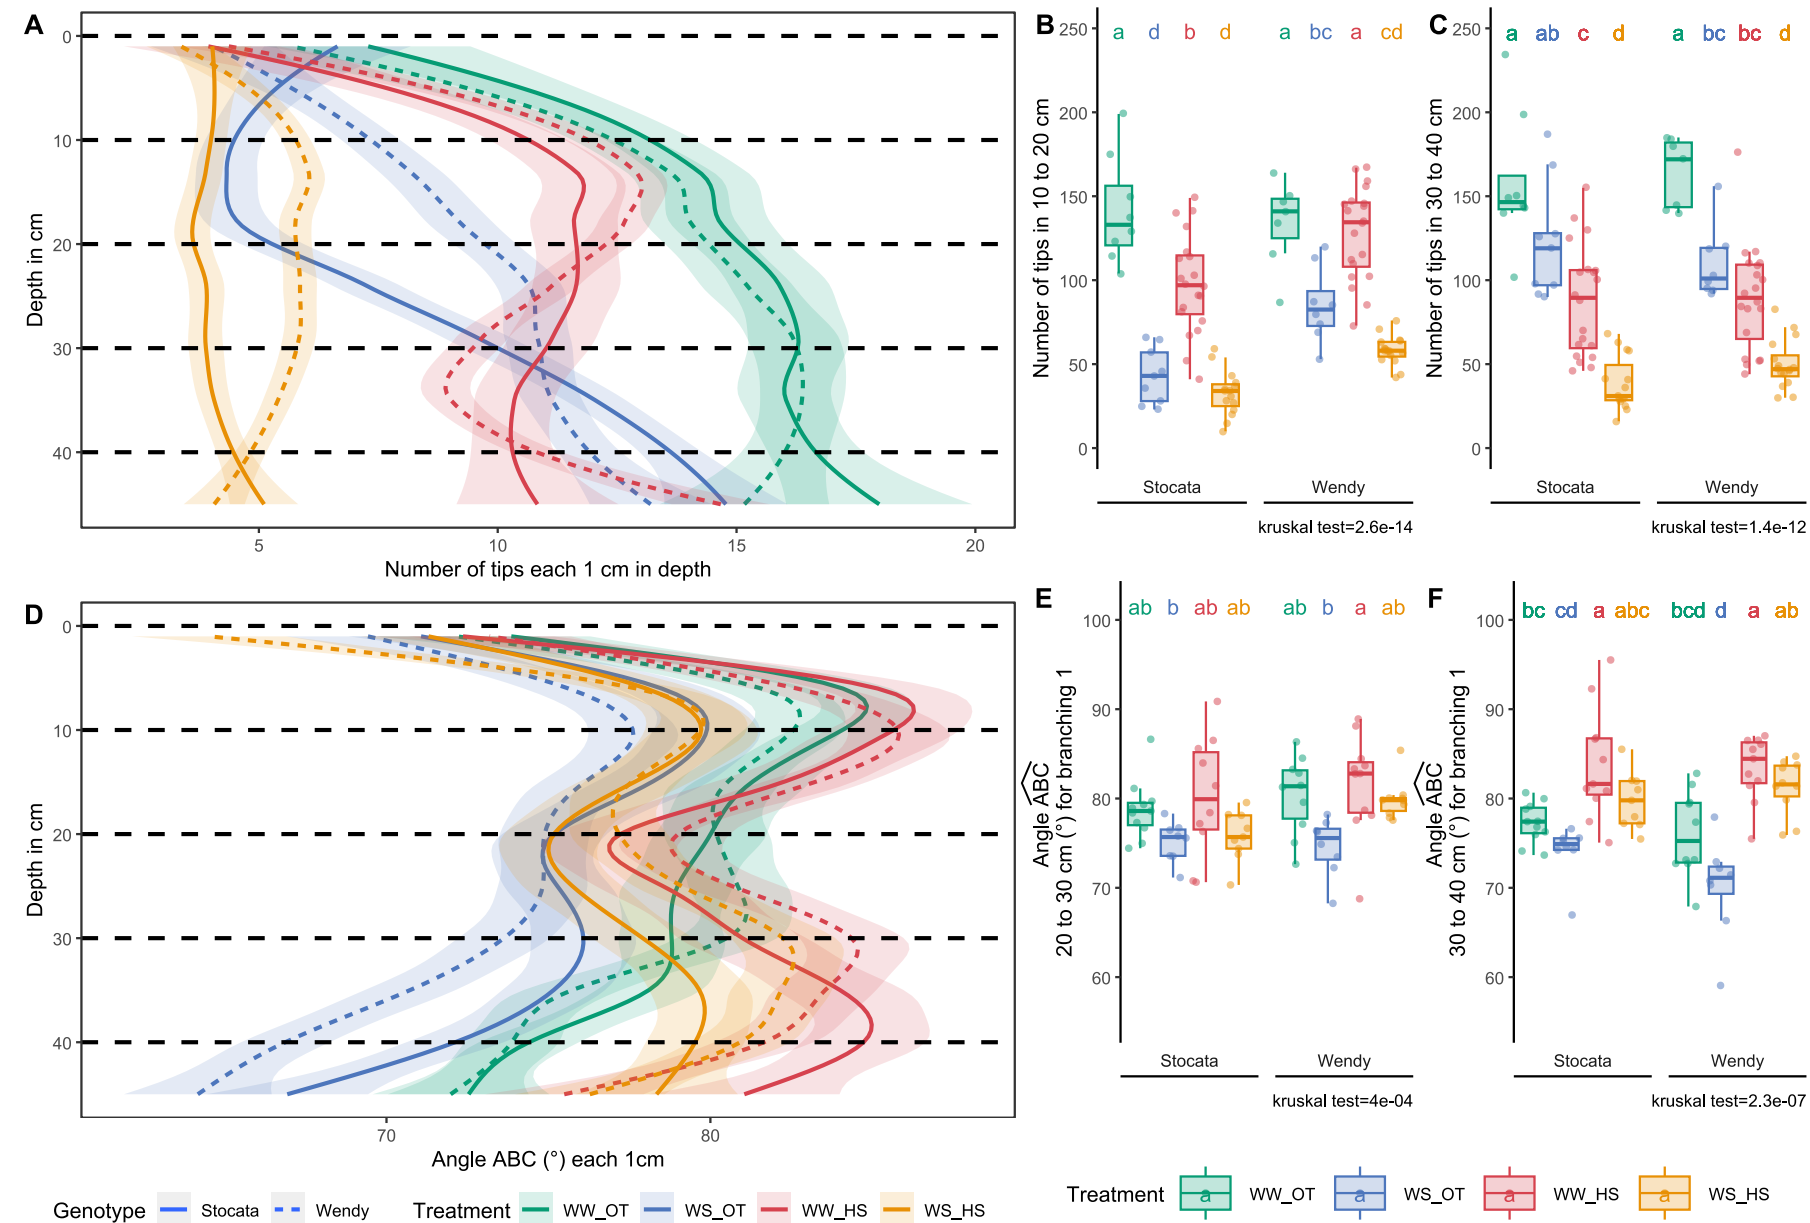 A
0
10
20
30
40
Depth in cm
5
10
15
20
Number of tips each 1 cm in depth
B
250
200
150
100
50
0
Number of tips in 10 to 20 cm
a d b d a bc a cd
Stocata
Wendy
kruskal test=2.6e-14
C
250
200
150
100
50
0
Number of tips in 30 to 40 cm
a ab c d a bc bc d
Stocata
Wendy
kruskal test=1.4e-12
D
0
10
20
30
40
Depth in cm
70
80
Angle ABC (°) each 1cm
E
100
90
80
70
60
Angle ABC
20 to 30 cm (°) for branching 1
ab b ab ab ab b a ab
Stocata
Wendy
kruskal test=4e-04
F
100
90
80
70
60
Angle ABC
30 to 40 cm (°) for branching 1
bc cd a abc bcd d a ab
Stocata
Wendy
kruskal test=2.3e-07
Genotype Stocata Wendy Treatment WW_OT WS_OT WW_HS WS_HS
Treatment a WW_OT a WS_OT a WW_HS a WS_HS